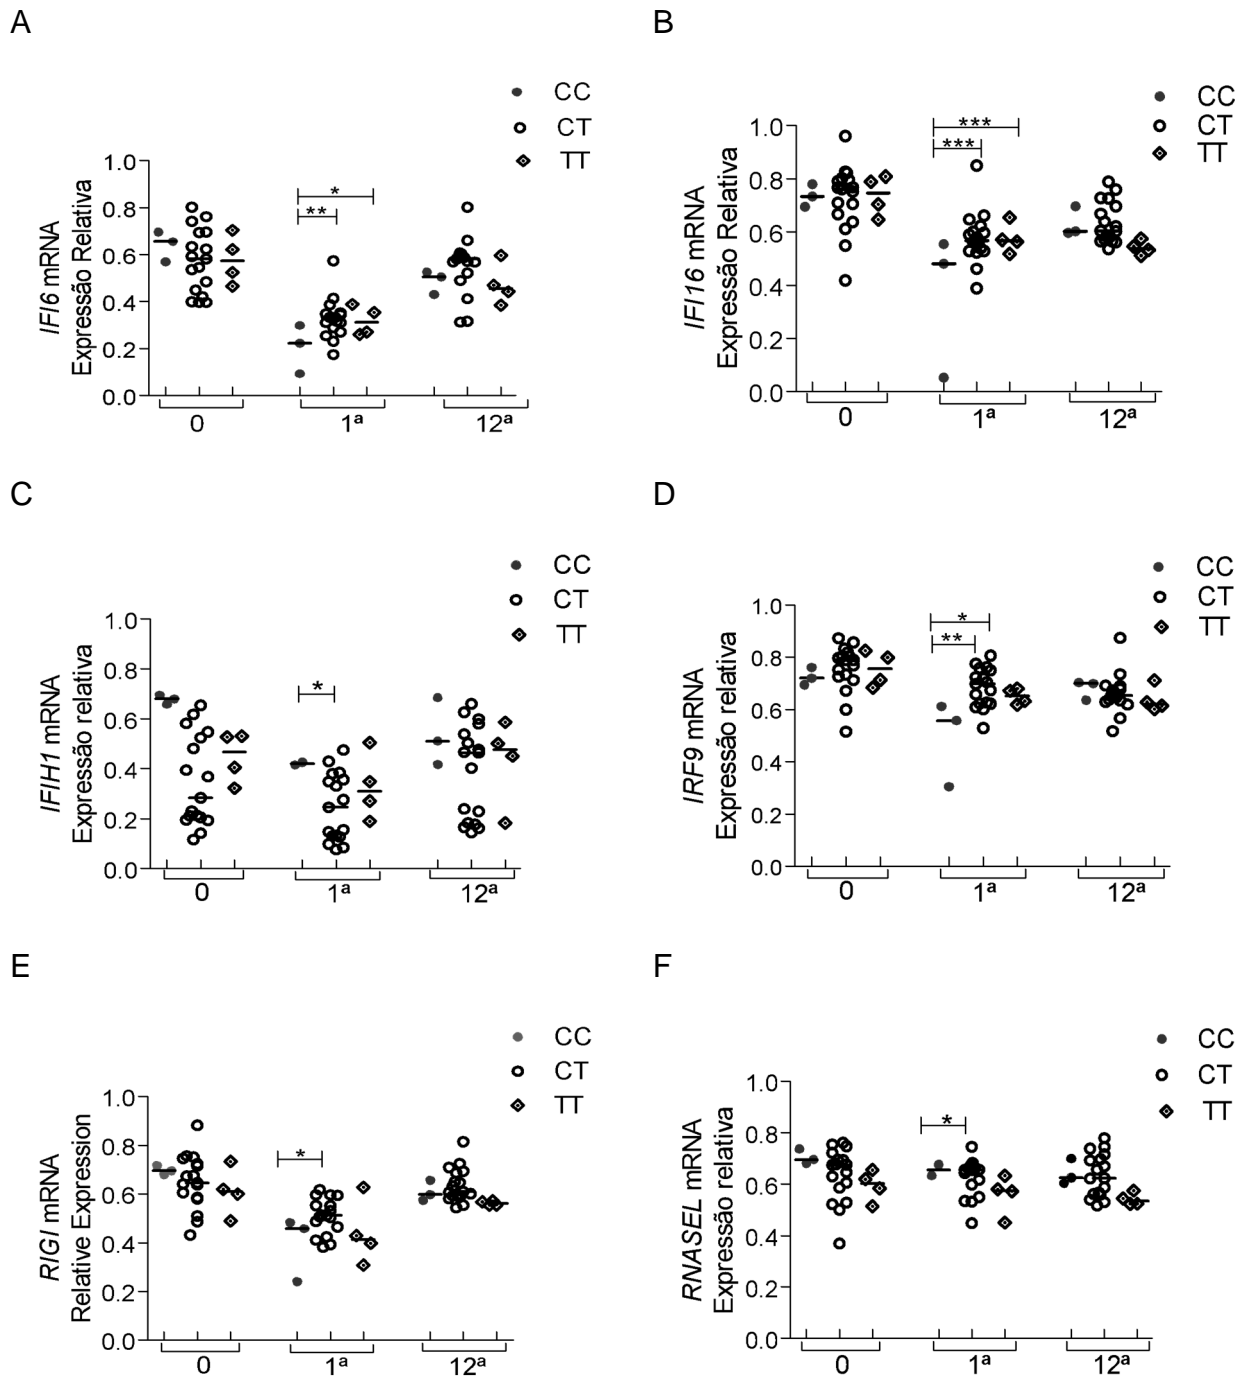 A
CC
CT
TT
IFI6 mRNA
Expressão Relativa
1.0
0.8
0.6
0.4
0.2
0.0
*
**
0
1ª
12ª
B
CC
CT
TT
IFI16 mRNA
Expressão Relativa
1.0
0.8
0.6
0.4
0.2
0.0
***
***
0
1ª
12ª
C
CC
CT
TT
IFIH1 mRNA
Expressão relativa
1.0
0.8
0.6
0.4
0.2
0.0
*
0
1ª
12ª
D
CC
CT
TT
IRF9 mRNA
Expressão relativa
1.0
0.8
0.6
0.4
0.2
0.0
*
**
0
1ª
12ª
E
CC
CT
TT
RIGI mRNA
Relative Expression
1.0
0.8
0.6
0.4
0.2
0.0
*
0
1ª
12ª
F
CC
CT
TT
RNASEL mRNA
Expressão relativa
1.0
0.8
0.6
0.4
0.2
0.0
*
0
1ª
12ª